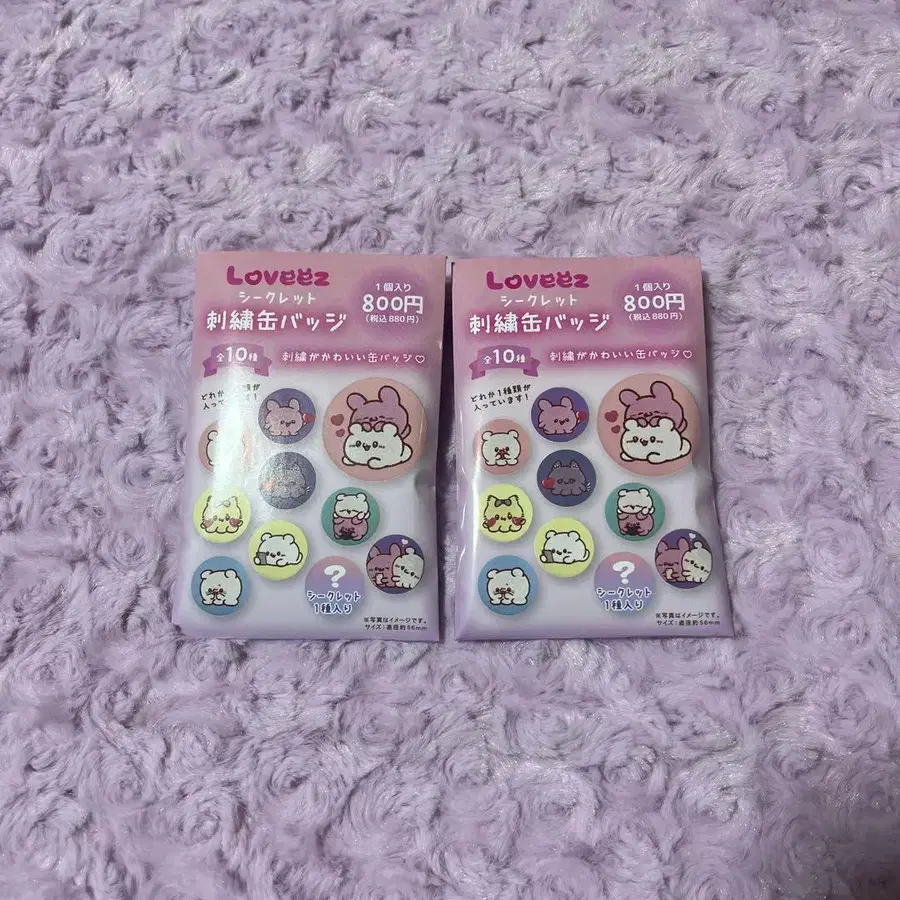 Loveez
シークレット
刺繍缶バッジ
1個入り
800円
(税込880円)
全10種
刺繍がかわいい缶バッジ♡
どれか1種類が
入っています!
?
シークレット
1種入り
※写真はイメージです。
サイズ:直径約56mm
Loveez
シークレット
刺繍缶バッジ
1個入り
800円
(税込880円)
全10種
刺繍がかわいい缶バッジ♡
どれか1種類が
入っています!
?
シークレット
1種入り
※写真はイメージです。
サイズ:直径約56mm